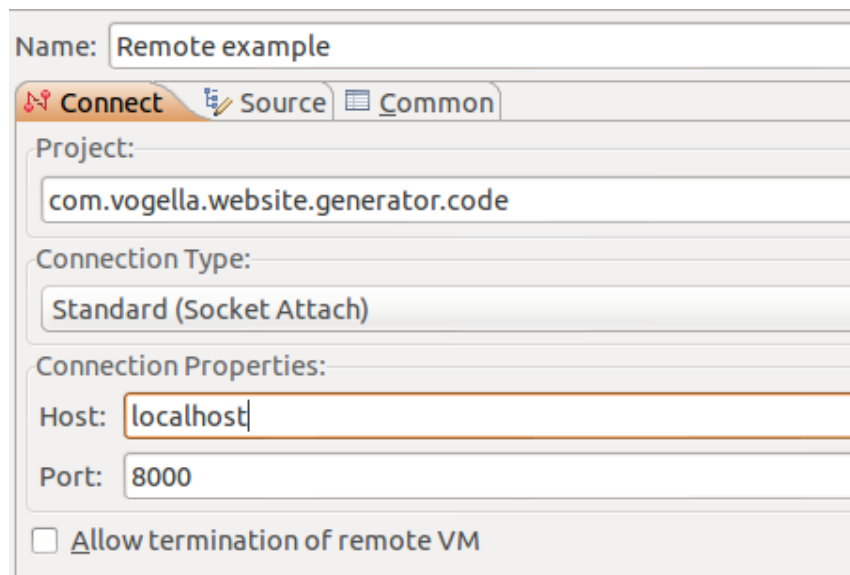 Name: Remote example
Connect Source Common
Project:
com.vogella.website.generator.code
Connection Type:
Standard (Socket Attach)
Connection Properties:
Host: localhost
Port: 8000
Allow termination of remote VM